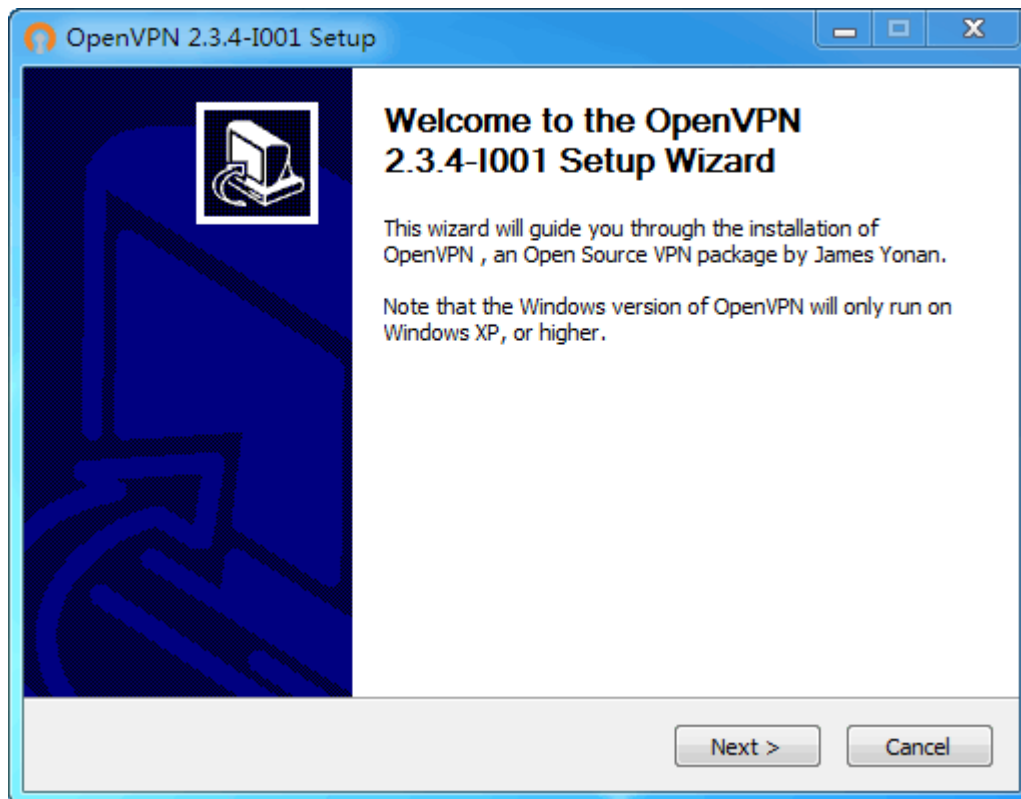 OpenVPN 2.3.4-I001 Setup
Welcome to the OpenVPN
2.3.4-I001 Setup Wizard
This wizard will guide you through the installation of
OpenVPN , an Open Source VPN package by James Yonan.
Note that the Windows version of OpenVPN will only run on
Windows XP, or higher.
Next >
Cancel